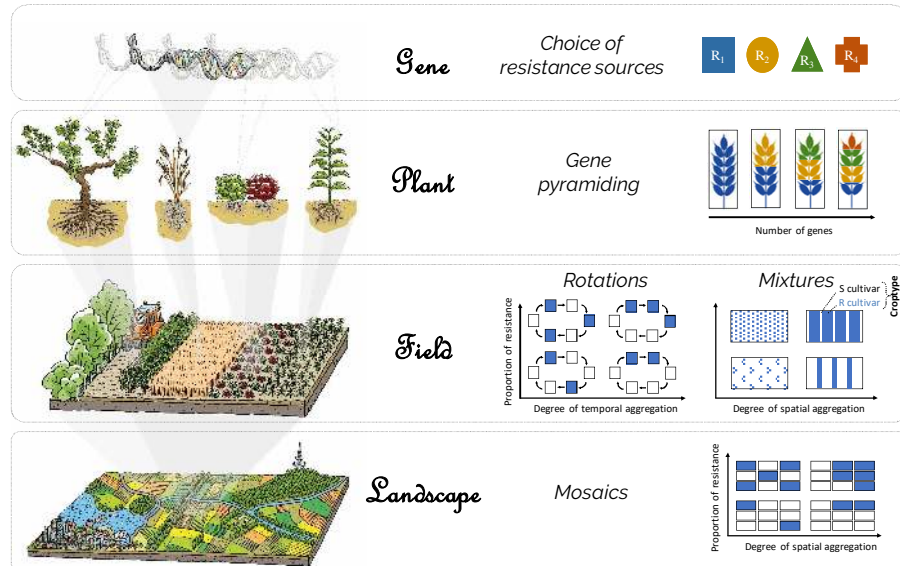 Gene
Choice of
resistance sources
R1
R2
R3
R4
Plant
Gene
pyramiding
Number of genes
Field
Rotations
Proportion of resistance
Degree of temporal aggregation
Mixtures
S cultivar
R cultivar
Croptype
Degree of spatial aggregation
Landscape
Mosaics
Proportion of resistance
Degree of spatial aggregation